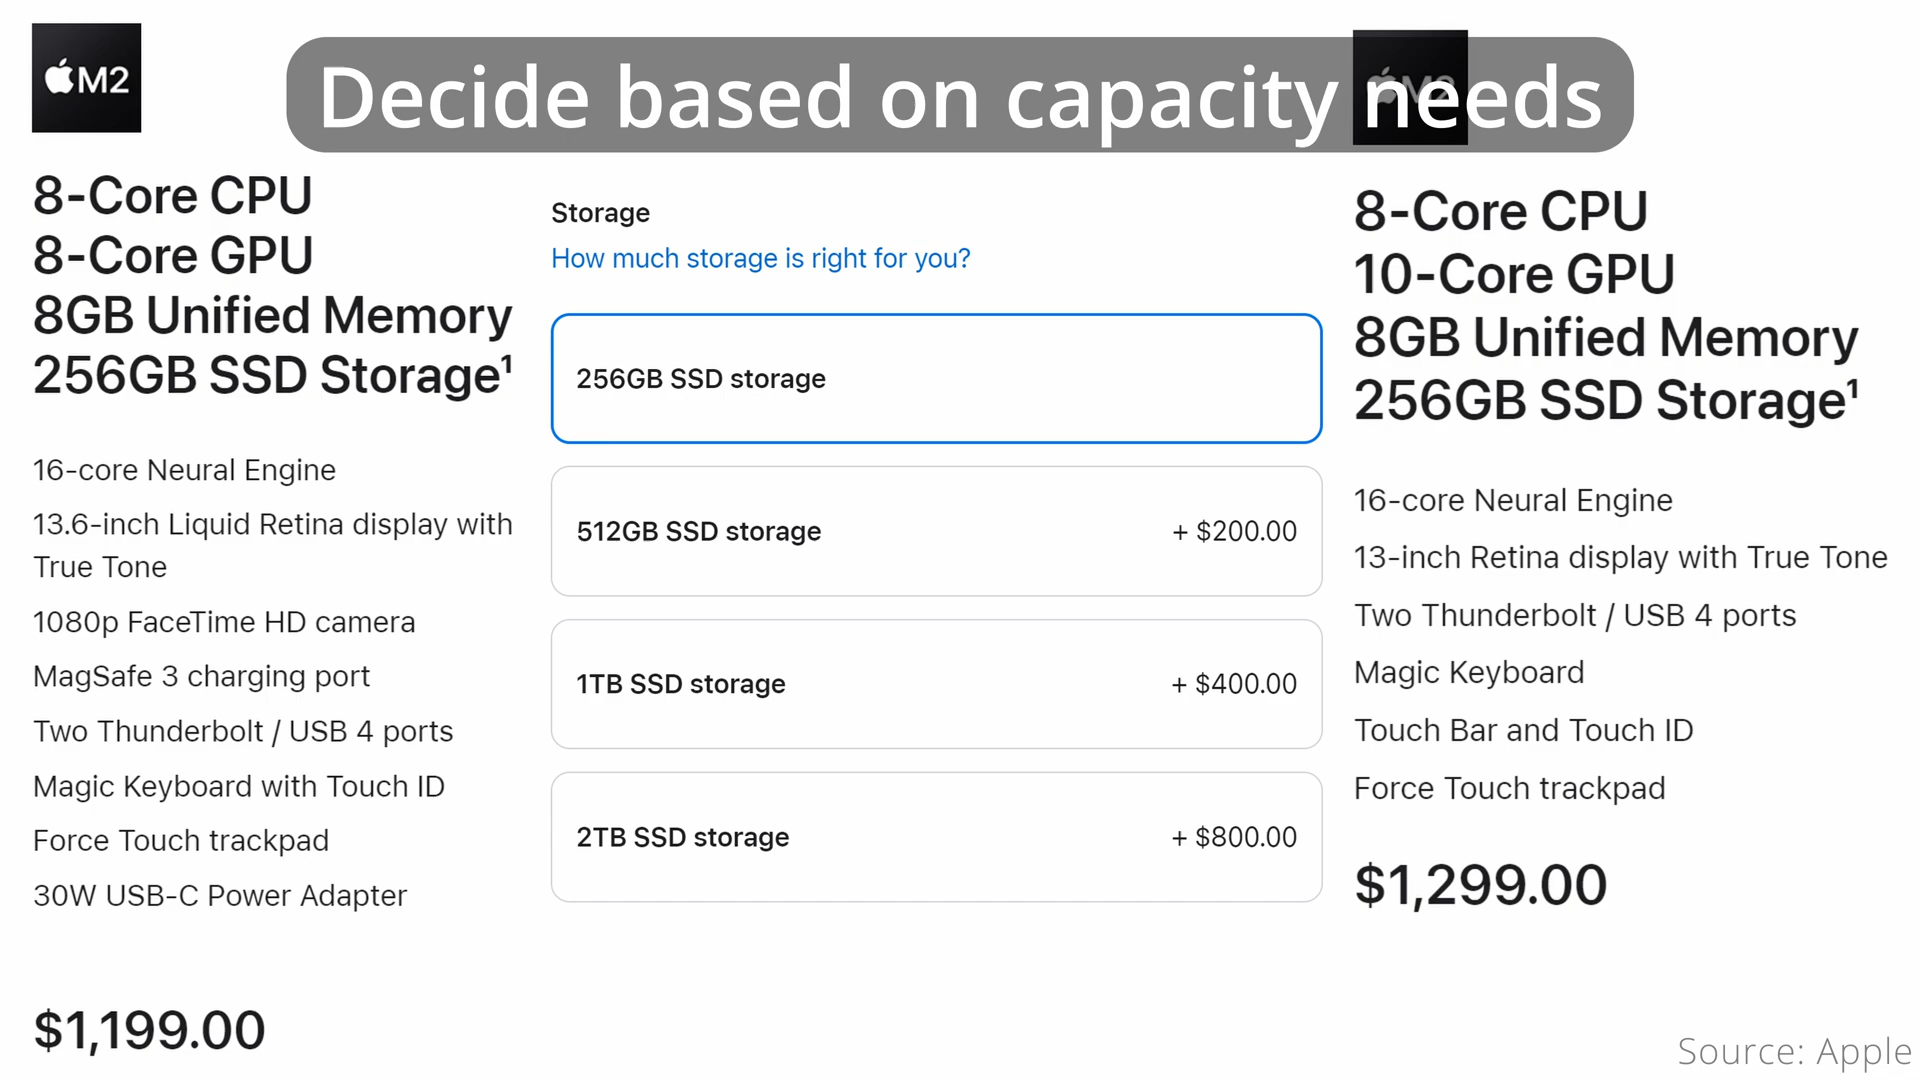 M2
Decide based on capacity needs
M2
8-Core CPU
8-Core GPU
8GB Unified Memory
256GB SSD Storage¹
16-core Neural Engine
13.6-inch Liquid Retina display with
True Tone
1080p FaceTime HD camera
MagSafe 3 charging port
Two Thunderbolt / USB 4 ports
Magic Keyboard with Touch ID
Force Touch trackpad
30W USB-C Power Adapter
$1,199.00
Storage
How much storage is right for you?
256GB SSD storage
512GB SSD storage + $200.00
1TB SSD storage + $400.00
2TB SSD storage + $800.00
8-Core CPU
10-Core GPU
8GB Unified Memory
256GB SSD Storage¹
16-core Neural Engine
13-inch Retina display with True Tone
Two Thunderbolt / USB 4 ports
Magic Keyboard
Touch Bar and Touch ID
Force Touch trackpad
$1,299.00
Source: Apple